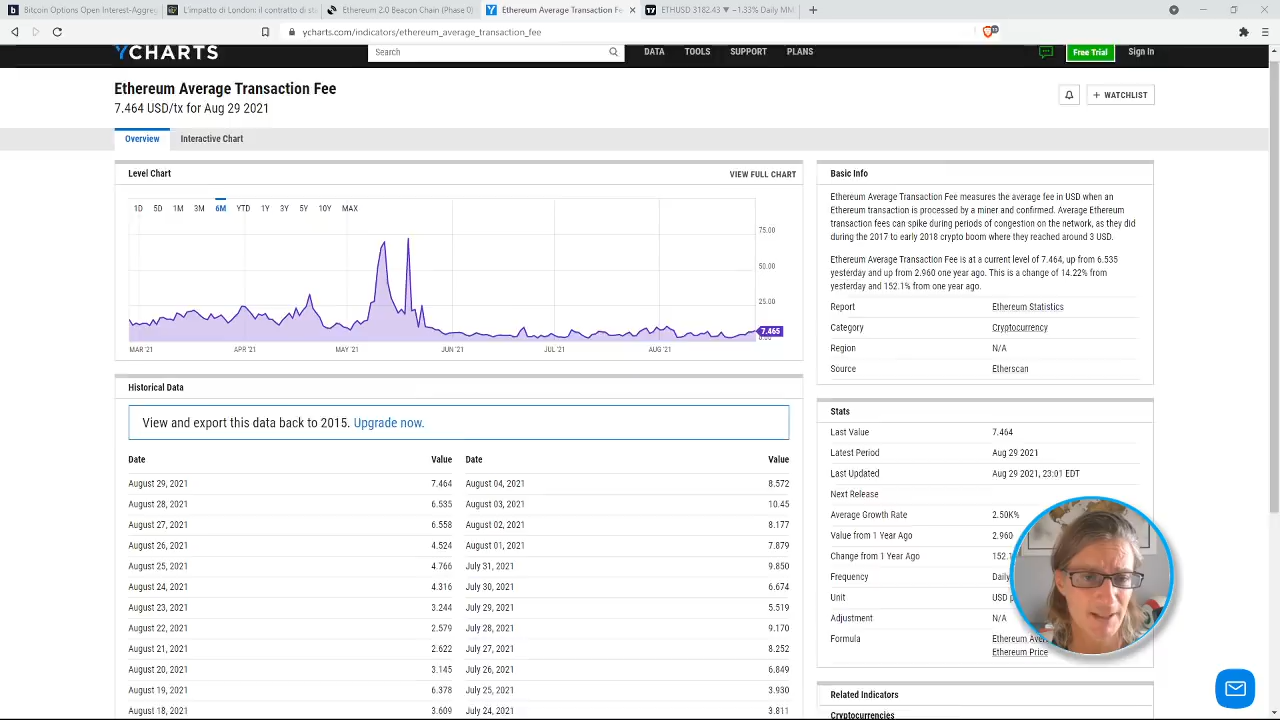 Bitcoin Options Open Interest-Aggreg
L'impatto di London: il controllo di sta
Ethereum 2.0 Beacon Chain (Phase 0)
Ethereum Average Transaction Fe
ETHUSD 3182.3 ▼ −1.33% Daily MM
ycharts.com/indicators/ethereum_average_transaction_fee
YCHARTS
Search
DATA
TOOLS
SUPPORT
PLANS
Free Trial
Sign In
Ethereum Average Transaction Fee
7.464 USD/tx for Aug 29 2021
+ WATCHLIST
Overview
Interactive Chart
Level Chart
VIEW FULL CHART
1D 5D 1M 3M 6M YTD 1Y 3Y 5Y 10Y MAX
75.00
50.00
25.00
7.465
MAR '21 APR '21 MAY '21 JUN '21 JUL '21 AUG '21
Historical Data
View and export this data back to 2015. Upgrade now.
Date Value Date Value
August 29, 2021 7.464 August 04, 2021 8.572
August 28, 2021 6.535 August 03, 2021 10.45
August 27, 2021 6.558 August 02, 2021 8.177
August 26, 2021 4.524 August 01, 2021 7.879
August 25, 2021 4.766 July 31, 2021 9.850
August 24, 2021 4.316 July 30, 2021 6.674
August 23, 2021 3.244 July 29, 2021 5.519
August 22, 2021 2.579 July 28, 2021 9.170
August 21, 2021 2.622 July 27, 2021 8.252
August 20, 2021 3.145 July 26, 2021 6.849
August 19, 2021 6.378 July 25, 2021 3.930
August 18, 2021 3.609 July 24, 2021 3.811
Basic Info
Ethereum Average Transaction Fee measures the average fee in USD when an
Ethereum transaction is processed by a miner and confirmed. Average Ethereum
transaction fees can spike during periods of congestion on the network, as they did
during the 2017 to early 2018 crypto boom where they reached around 3 USD.
Ethereum Average Transaction Fee is at a current level of 7.464, up from 6.535
yesterday and up from 2.960 one year ago. This is a change of 14.22% from
yesterday and 152.1% from one year ago.
Report Ethereum Statistics
Category Cryptocurrency
Region N/A
Source Etherscan
Stats
Last Value 7.464
Latest Period Aug 29 2021
Last Updated Aug 29 2021, 23:01 EDT
Next Release
Average Growth Rate 2.50K%
Value from 1 Year Ago 2.960
Change from 1 Year Ago 152.1
Frequency Daily
Unit USD
Adjustment N/A
Formula Ethereum Aver
Ethereum Price
Related Indicators
Cryptocurrencies